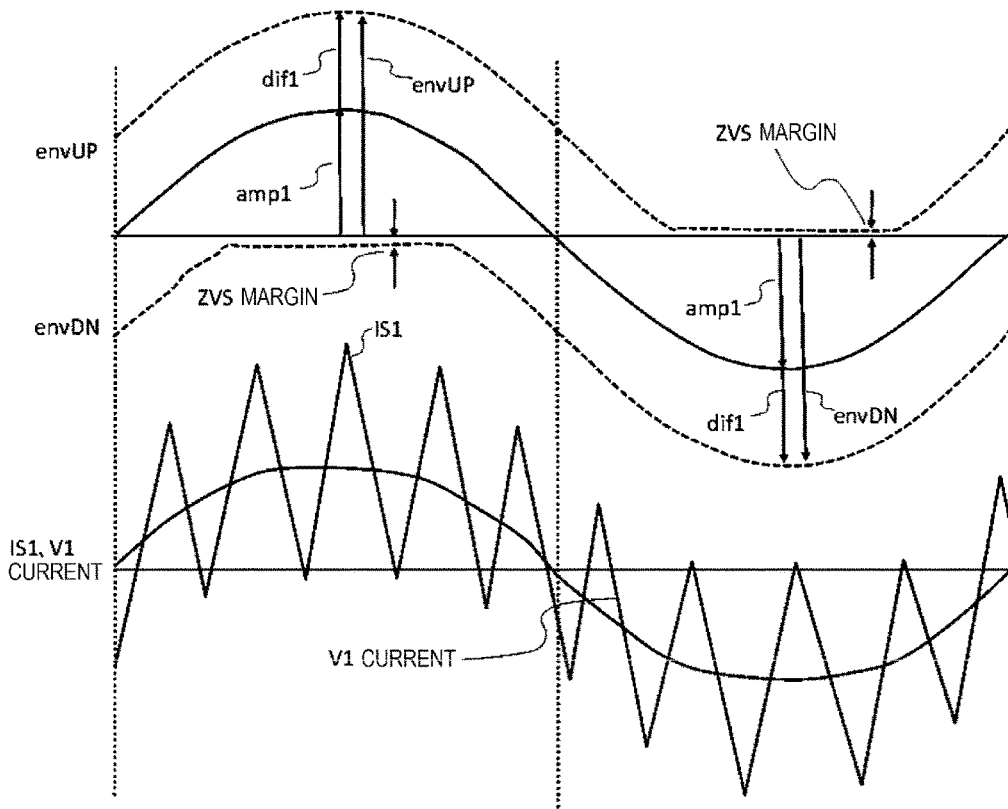 dif1
envUP
envUP
ZVS MARGIN
amp1
ZVS MARGIN
envDN
amp1
IS1
dif1
envDN
IS1, V1
CURRENT
V1 CURRENT